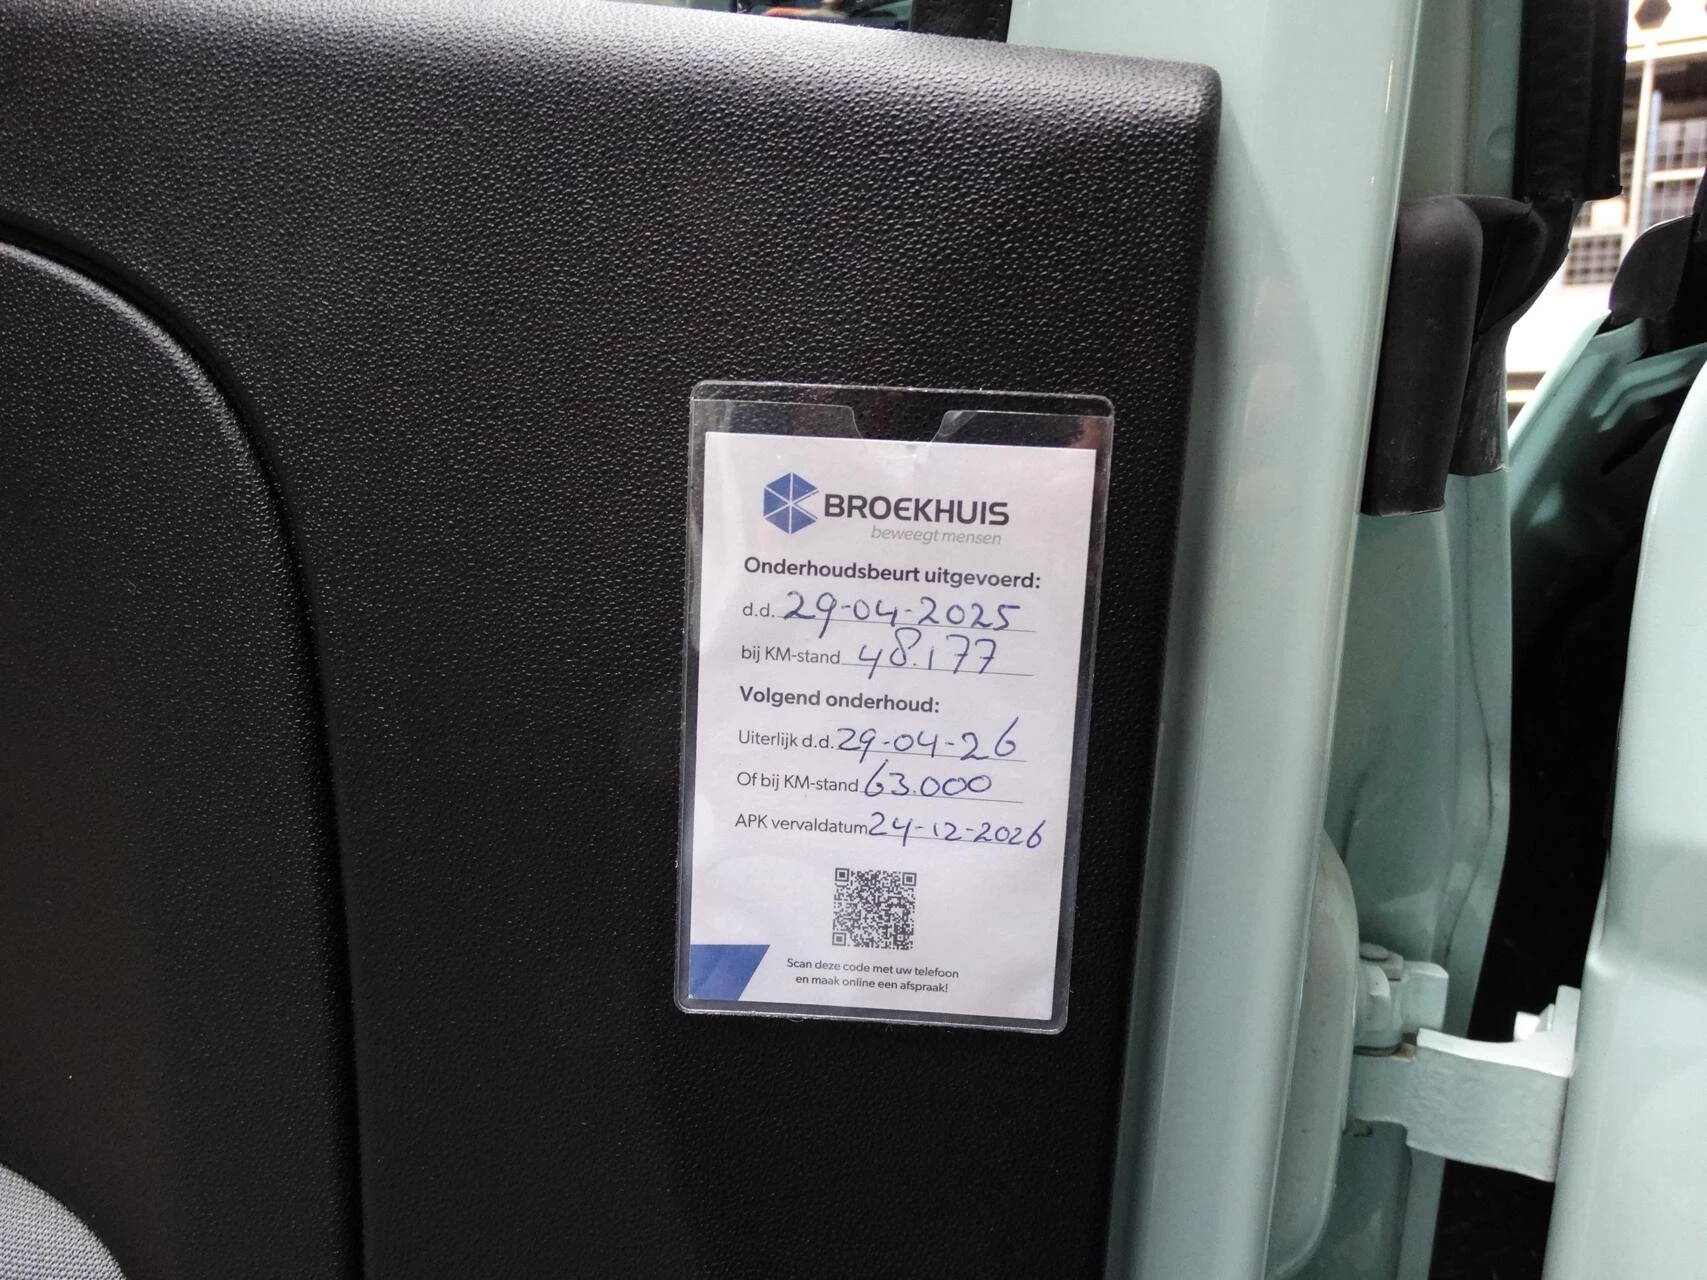 BROEKHUIS
beweegt mensen
Onderhoudsbeurt uitgevoerd:
d.d. 29-04-2025
bij KM-stand 48.177
Volgend onderhoud:
Uiterlijk d.d. 29-04-26
Of bij KM-stand 63.000
APK vervaldatum 24-12-2026
Scan deze code met uw telefoon
en maak online een afspraak!